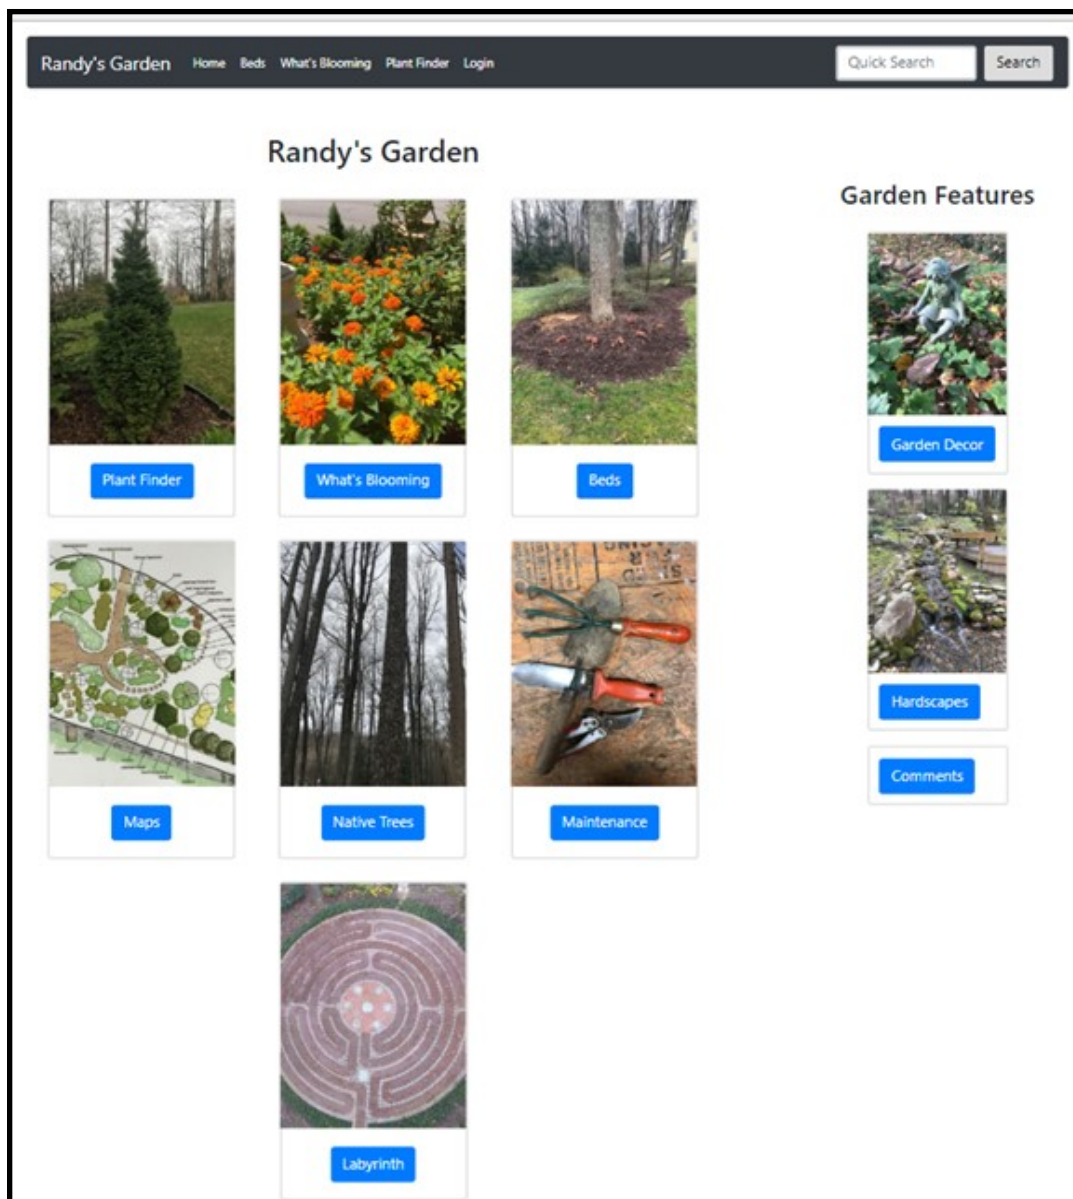 Randy's Garden Home Beds What's Blooming Plant Finder Login Quick Search Search
Randy's Garden
Plant Finder What's Blooming Beds
Maps Native Trees Maintenance
Labyrinth
Garden Features
Garden Decor
Hardscapes
Comments